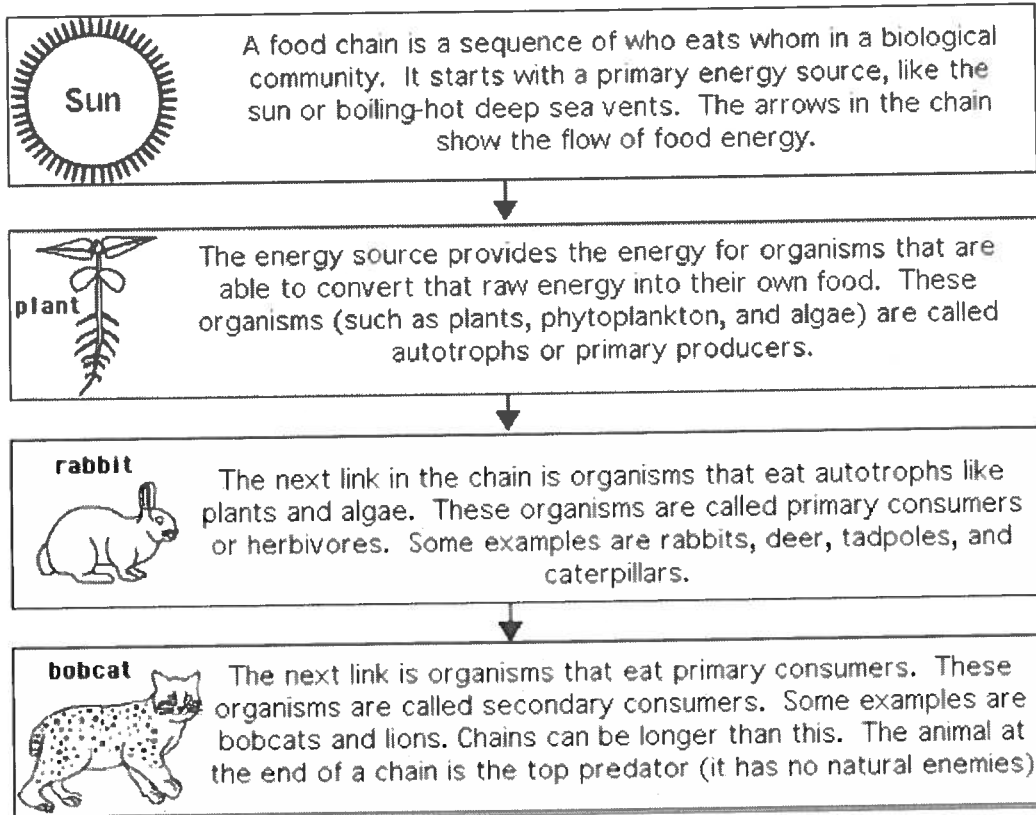 Sun
A food chain is a sequence of who eats whom in a biological
community. It starts with a primary energy source, like the
sun or boiling-hot deep sea vents. The arrows in the chain
show the flow of food energy.
plant
The energy source provides the energy for organisms that are
able to convert that raw energy into their own food. These
organisms (such as plants, phytoplankton, and algae) are called
autotrophs or primary producers.
rabbit
The next link in the chain is organisms that eat autotrophs like
plants and algae. These organisms are called primary consumers
or herbivores. Some examples are rabbits, deer, tadpoles, and
caterpillars.
bobcat
The next link is organisms that eat primary consumers. These
organisms are called secondary consumers. Some examples are
bobcats and lions. Chains can be longer than this. The animal at
the end of a chain is the top predator (it has no natural enemies)